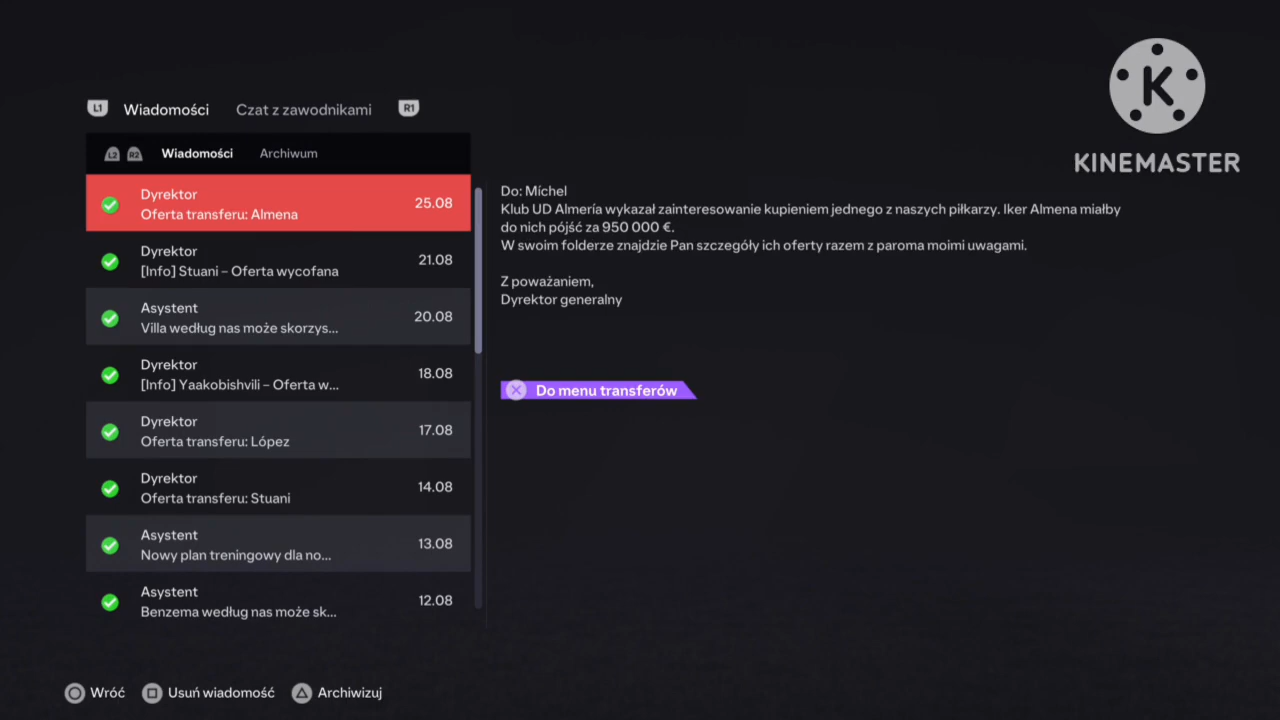 L1 Wiadomości Czat z zawodnikami R1
K
KINEMASTER
L2 R2 Wiadomości Archiwum
Dyrektor
Oferta transferu: Almena
25.08
Dyrektor
[Info] Stuani – Oferta wycofana
21.08
Asystent
Villa według nas może skorzys...
20.08
Dyrektor
[Info] Yaakobishvili – Oferta w...
18.08
Dyrektor
Oferta transferu: López
17.08
Dyrektor
Oferta transferu: Stuani
14.08
Asystent
Nowy plan treningowy dla no...
13.08
Asystent
Benzema według nas może sk...
12.08
Do: Míchel
Klub UD Almería wykazał zainteresowanie kupieniem jednego z naszych piłkarzy. Iker Almena miałby
do nich pójść za 950 000 €.
W swoim folderze znajdzie Pan szczegóły ich oferty razem z paroma moimi uwagami.
Z poważaniem,
Dyrektor generalny
Do menu transferów
Wróć Usuń wiadomość Archiwizuj